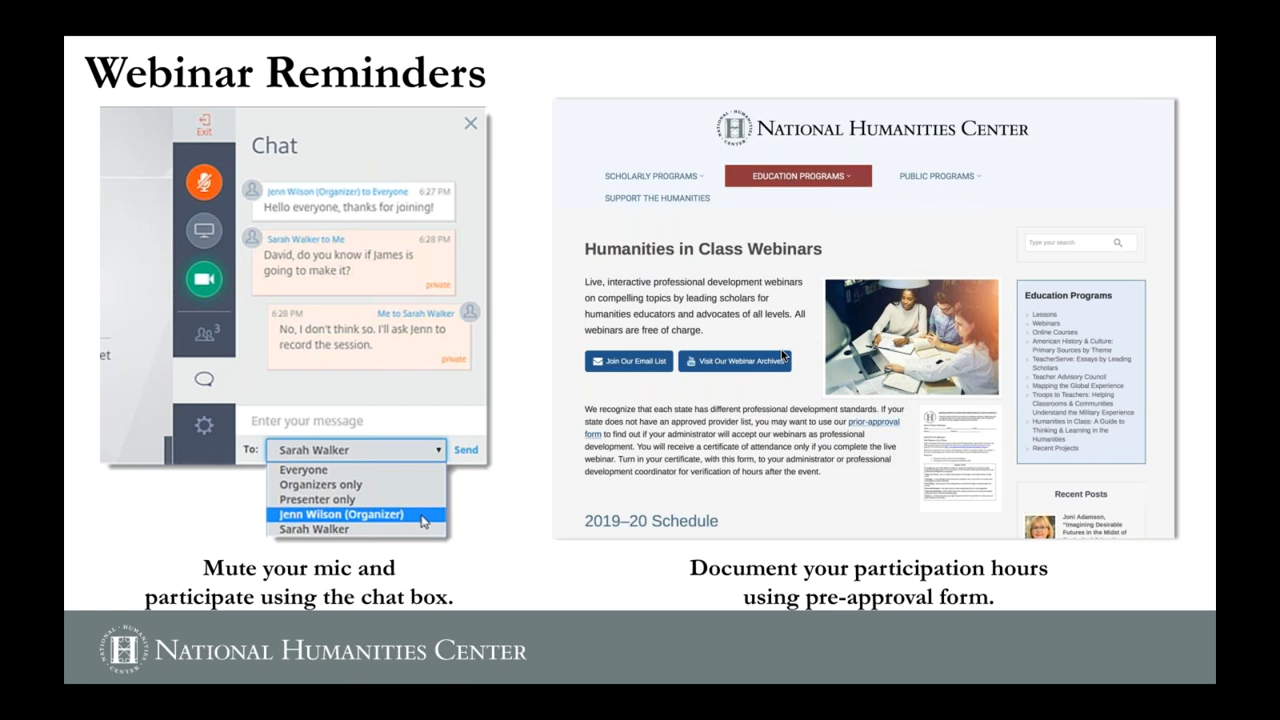 Webinar Reminders
Exit
Chat
Jenn Wilson (Organizer) to Everyone 6:27 PM
Hello everyone, thanks for joining!
Sarah Walker to Me 6:28 PM
David, do you know if James is
going to make it?
private
6:28 PM Me to Sarah Walker
No, I don't think so. I'll ask Jenn to
record the session.
private
3
et
Enter your message
To: Sarah Walker Send
Everyone
Organizers only
Presenter only
Jenn Wilson (Organizer)
Sarah Walker
Mute your mic and
participate using the chat box.
NATIONAL HUMANITIES CENTER
SCHOLARLY PROGRAMS EDUCATION PROGRAMS PUBLIC PROGRAMS
SUPPORT THE HUMANITIES
Humanities in Class Webinars
Live, interactive professional development webinars
on compelling topics by leading scholars for
humanities educators and advocates of all levels. All
webinars are free of charge.
Join Our Email List Visit Our Webinar Archives
We recognize that each state has different professional development standards. If your
state does not have an approved provider list, you may want to use our prior-approval
form to find out if your administrator will accept our webinars as professional
development. You will receive a certificate of attendance only if you complete the live
webinar. Turn in your certificate, with this form, to your administrator or professional
development coordinator for verification of hours after the event.
2019–20 Schedule
Type your search
Education Programs
Lessons
Webinars
Online Courses
American History & Culture:
Primary Sources by Theme
TeacherServe: Essays by Leading
Scholars
Teacher Advisory Council
Mapping the Global Experience
Troops to Teachers: Helping
Classrooms & Communities
Understand the Military Experience
Humanities in Class: A Guide to
Thinking & Learning in the
Humanities
Recent Projects
Recent Posts
Joni Adamson,
"Imagining Desirable
Futures in the Midst of
Document your participation hours
using pre-approval form.
NATIONAL HUMANITIES CENTER
NATIONAL HUMANITIES CENTER